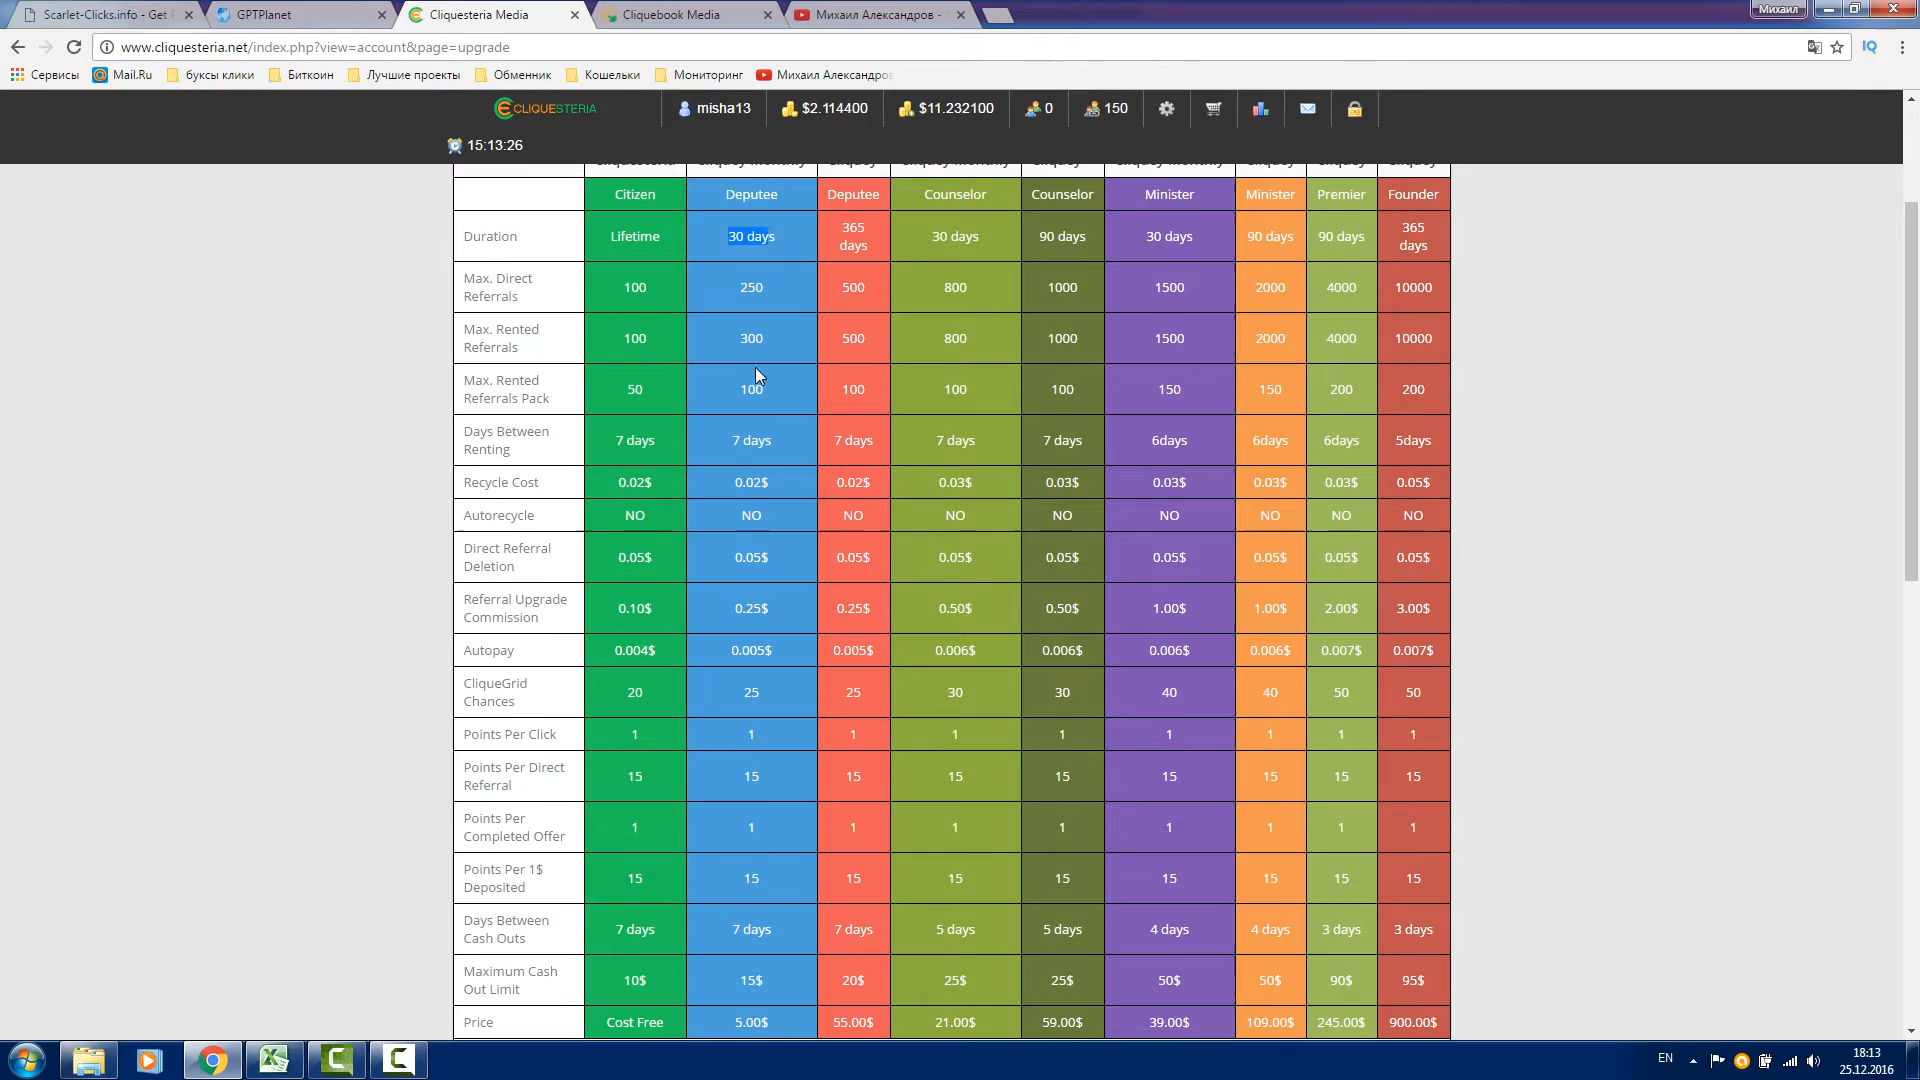 Михаил
Scarlet-Clicks.info - Get
GPTPlanet
Cliquesteria Media
Cliquebook Media
Михаил Александров -
www.cliquesteria.net/index.php?view=account&page=upgrade
IQ
Сервисы Mail.Ru буксы клики Биткоин Лучшие проекты Обменник Кошельки Мониторинг Михаил Александро
CLIQUESTERIA misha13 $2.114400 $11.232100 0 150
15:13:26
Citizen Deputee Deputee Counselor Counselor Minister Minister Premier Founder
Duration Lifetime 30 days 365 days 30 days 90 days 30 days 90 days 90 days 365 days
Max. Direct Referrals 100 250 500 800 1000 1500 2000 4000 10000
Max. Rented Referrals 100 300 500 800 1000 1500 2000 4000 10000
Max. Rented Referrals Pack 50 100 100 100 100 150 150 200 200
Days Between Renting 7 days 7 days 7 days 7 days 7 days 6days 6days 6days 5days
Recycle Cost 0.02$ 0.02$ 0.02$ 0.03$ 0.03$ 0.03$ 0.03$ 0.03$ 0.05$
Autorecycle NO NO NO NO NO NO NO NO NO
Direct Referral Deletion 0.05$ 0.05$ 0.05$ 0.05$ 0.05$ 0.05$ 0.05$ 0.05$ 0.05$
Referral Upgrade Commission 0.10$ 0.25$ 0.25$ 0.50$ 0.50$ 1.00$ 1.00$ 2.00$ 3.00$
Autopay 0.004$ 0.005$ 0.005$ 0.006$ 0.006$ 0.006$ 0.006$ 0.007$ 0.007$
CliqueGrid Chances 20 25 25 30 30 40 40 50 50
Points Per Click 1 1 1 1 1 1 1 1 1
Points Per Direct Referral 15 15 15 15 15 15 15 15 15
Points Per Completed Offer 1 1 1 1 1 1 1 1 1
Points Per 1$ Deposited 15 15 15 15 15 15 15 15 15
Days Between Cash Outs 7 days 7 days 7 days 5 days 5 days 4 days 4 days 3 days 3 days
Maximum Cash Out Limit 10$ 15$ 20$ 25$ 25$ 50$ 50$ 90$ 95$
Price Cost Free 5.00$ 55.00$ 21.00$ 59.00$ 39.00$ 109.00$ 245.00$ 900.00$
EN
18:13
25.12.2016